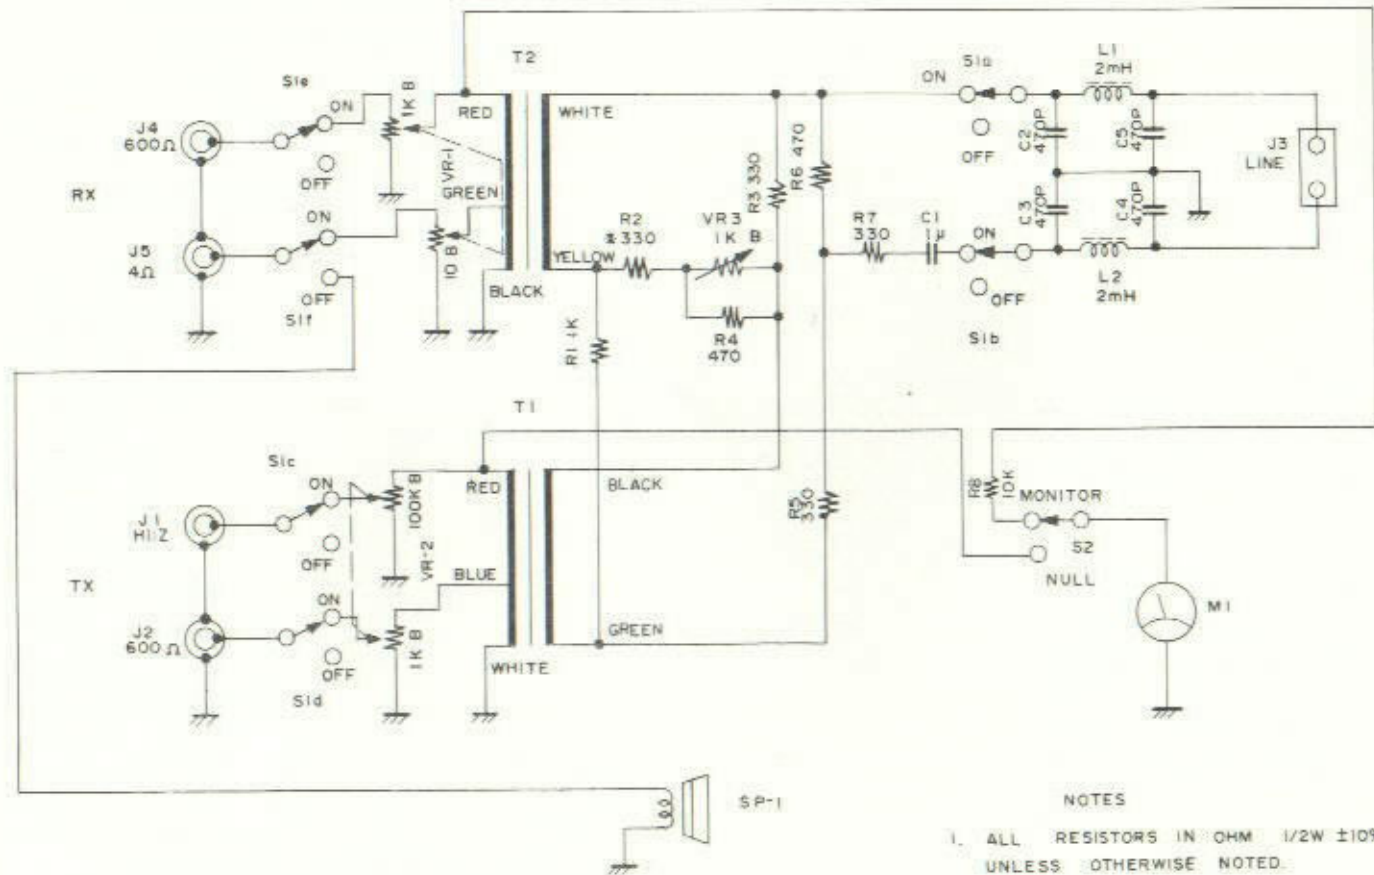 T2
S1e
ON
1K B
RED
WHITE
J4
600Ω
OFF
VR-1
GREEN
RX
ON
J5
4Ω
10 B
YELLOW
OFF
S1f
BLACK
R2
* 330
VR3
1K B
R3 330
R6 470
R4
470
R1 1K
R7
330
C1
1μ
ON
S1a
OFF
L1
2mH
C2
470P
C5
470P
J3
LINE
C3
470P
C4
470P
ON
OFF
S1b
L2
2mH
T1
S1c
ON
100K B
RED
BLACK
J1
HI:Z
OFF
VR-2
BLUE
TX
ON
J2
600Ω
1K B
OFF
S1d
GREEN
WHITE
R5
330
R8
10K
MONITOR
S2
NULL
M1
SP-1
NOTES
1. ALL RESISTORS IN OHM 1/2W ±10%
UNLESS OTHERWISE NOTED.